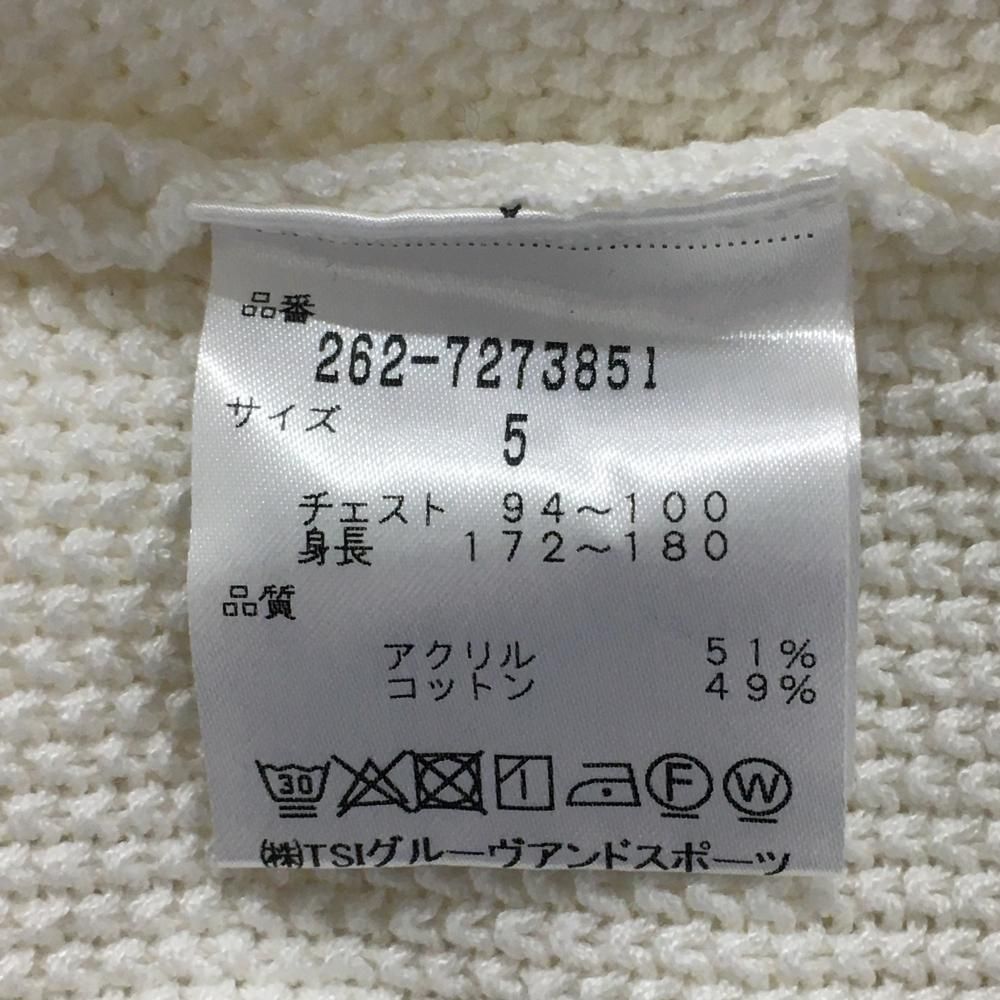 品番
262-7273851
サイズ
5
チェスト 94～100
身長 172～180
品質
アクリル 51%
コットン 49%
30 F W
㈱TSIグルーヴアンドスポーツ